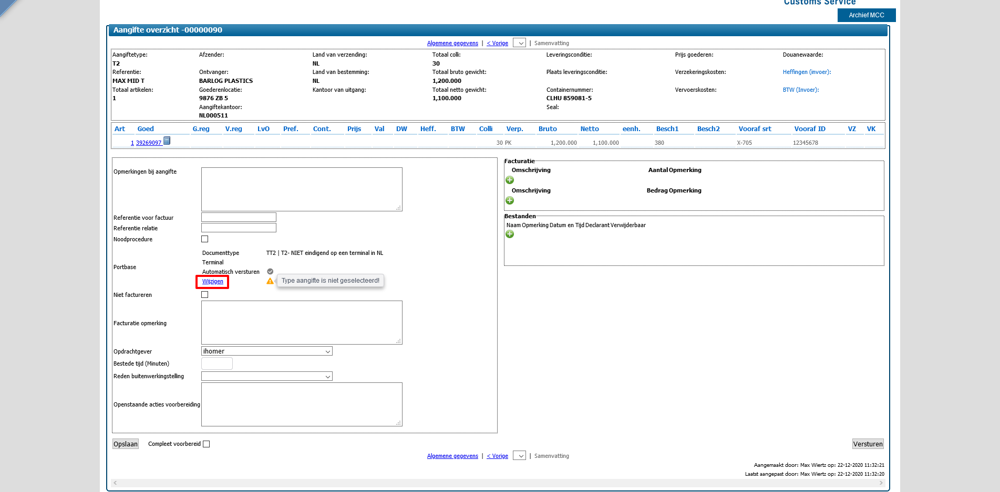 Customs Service
Archief MCC
Aangifte overzicht -00000090
Algemene gegevens | < Vorige | Samenvatting
Aangiftetype: Afzender: Land van verzending: Totaal colli: Leveringsconditie: Prijs goederen: Douanewaarde:
T2 NL 30
Referentie: Ontvanger: Land van bestemming: Totaal bruto gewicht: Plaats leveringsconditie: Verzekeringskosten: Heffingen (invoer):
MAX MID T BARLOG PLASTICS NL 1,200.000
Totaal artikelen: Goederenlocatie: Kantoor van uitgang: Totaal netto gewicht: Containernummer: Vervoerskosten: BTW (Invoer):
1 9876 ZB 5 1,100.000 CLHU 859081-5
Aangiftekantoor: Seal:
NL000511
Art Goed G.reg V.reg LvO Pref. Cont. Prijs Val DW Heff. BTW Colli Verp. Bruto Netto eenh. Besch1 Besch2 Vooraf srt Vooraf ID VZ VK
1 39269097 30 PK 1,200.000 1,100.000 380 X-705 12345678
Opmerkingen bij aangifte
Referentie voor factuur
Referentie relatie
Noodprocedure
Portbase
Documenttype TT2 | T2- NIET eindigend op een terminal in NL
Terminal
Automatisch versturen
Wijzigen Type aangifte is niet geselecteerd!
Niet factureren
Facturatie opmerking
Opdrachtgever ihomer
Bestede tijd (Minuten)
Reden buitenwerkingstelling
Openstaande acties voorbereiding
Facturatie
Omschrijving Aantal Opmerking
Omschrijving Bedrag Opmerking
Bestanden
Naam Opmerking Datum en Tijd Declarant Verwijderbaar
Opslaan Compleet voorbereid Versturen
Algemene gegevens | < Vorige | Samenvatting
Aangemaakt door: Max Wiertz op: 22-12-2020 11:32:21
Laatst aangepast door: Max Wiertz op: 22-12-2020 11:32:20